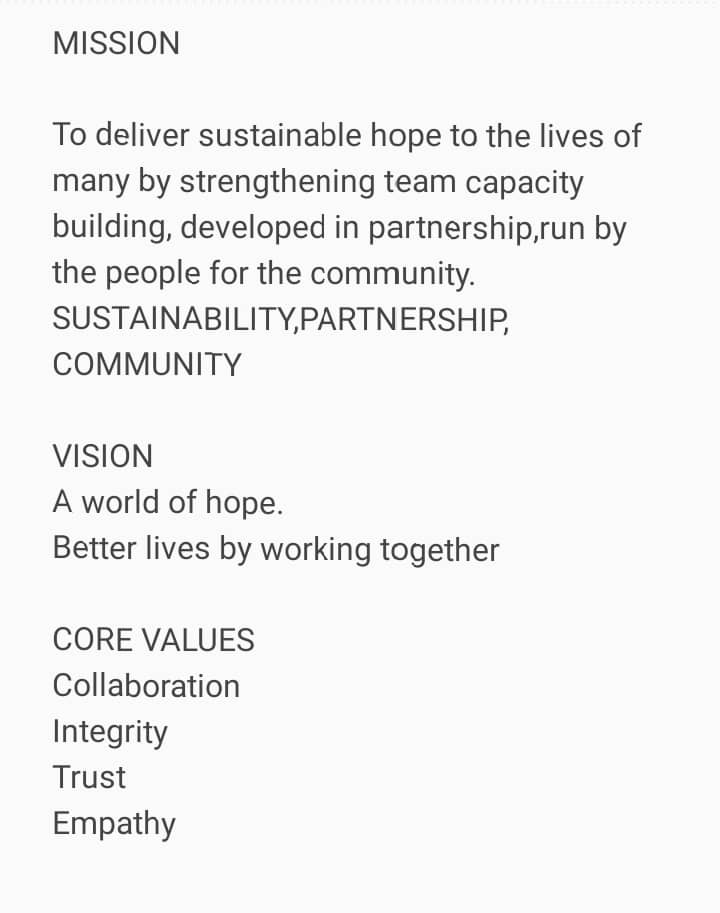 MISSION
To deliver sustainable hope to the lives of
many by strengthening team capacity
building, developed in partnership,run by
the people for the community.
SUSTAINABILITY,PARTNERSHIP,
COMMUNITY
VISION
A world of hope.
Better lives by working together
CORE VALUES
Collaboration
Integrity
Trust
Empathy